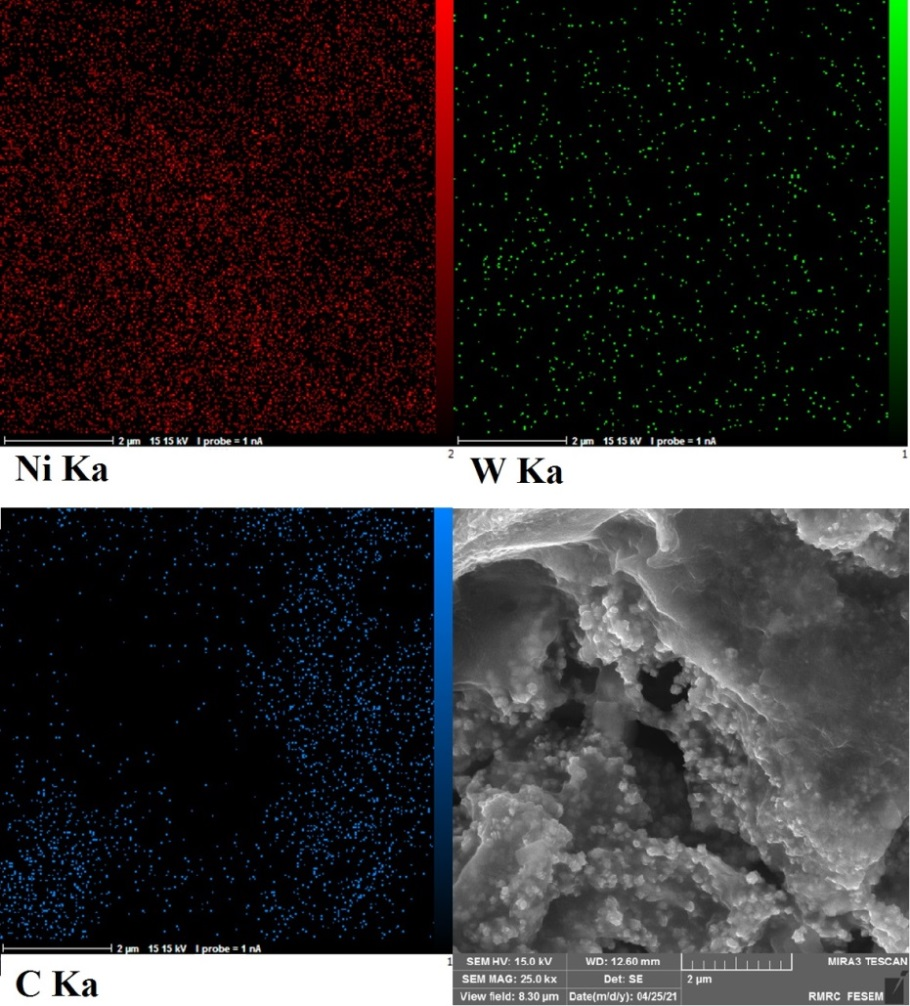 2 µm 15 15 kV I probe = 1 nA
2
Ni Ka
2 µm 15 15 kV I probe = 1 nA
1
W Ka
2 µm 15 15 kV I probe = 1 nA
1
C Ka
SEM HV: 15.0 kV WD: 12.60 mm MIRA3 TESCAN
SEM MAG: 25.0 kx Det: SE 2 µm
View field: 8.30 µm Date(m/d/y): 04/25/21 RMRC FESEM